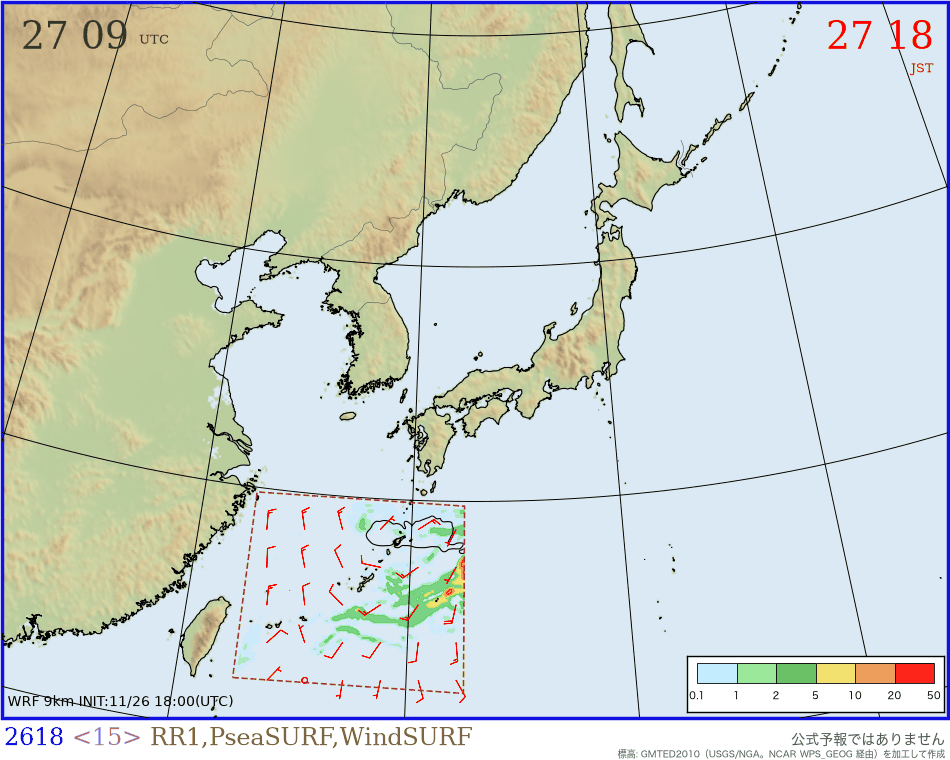 27 09 UTC
27 18
JST
0.1 1 2 5 10 20 50
WRF 9km INIT:11/26 18:00(UTC)
2618 <15> RR1,PseaSURF,WindSURF
公式予報ではありません
標高: GMTED2010（USGS/NGA。NCAR WPS_GEOG 経由）を加工して作成